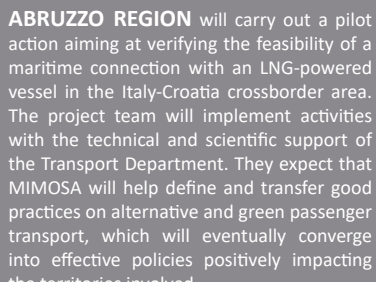 ABRUZZO REGION will carry out a pilot
action aiming at verifying the feasibility of a
maritime connection with an LNG-powered
vessel in the Italy-Croatia crossborder area.
The project team will implement activities
with the technical and scientific support of
the Transport Department. They expect that
MIMOSA will help define and transfer good
practices on alternative and green passenger
transport, which will eventually converge
into effective policies positively impacting
the territories involved